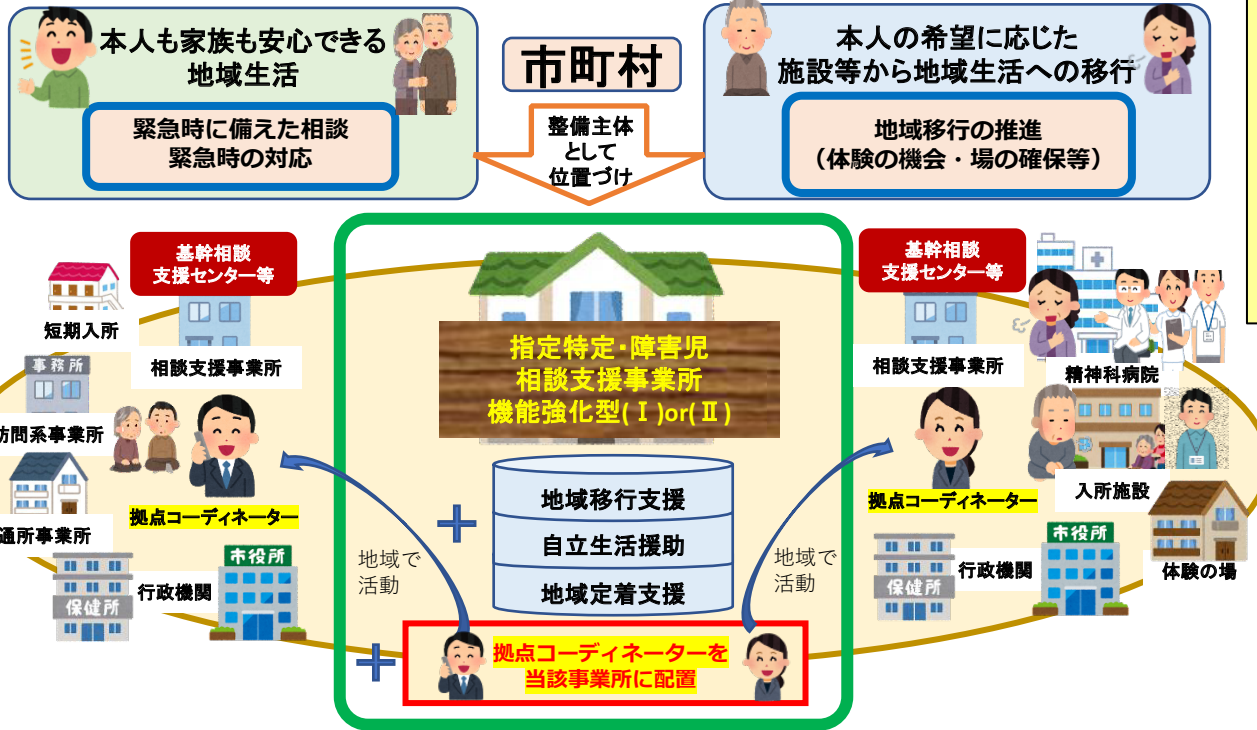 本人も家族も安心できる
地域生活
緊急時に備えた相談
緊急時の対応
市町村
整備主体
として
位置づけ
本人の希望に応じた
施設等から地域生活への移行
地域移行の推進
(体験の機会・場の確保等)
基幹相談
支援センター等
短期入所
相談支援事業所
事務所
訪問系事業所
通所事業所
拠点コーディネーター
保健所
行政機関
市役所
指定特定・障害児
相談支援事業所
機能強化型(Ⅰ)or(Ⅱ)
地域移行支援
自立生活援助
地域定着支援
地域で
活動
地域で
活動
拠点コーディネーターを
当該事業所に配置
基幹相談
支援センター等
相談支援事業所
精神科病院
拠点コーディネーター
入所施設
体験の場
保健所
行政機関
市役所